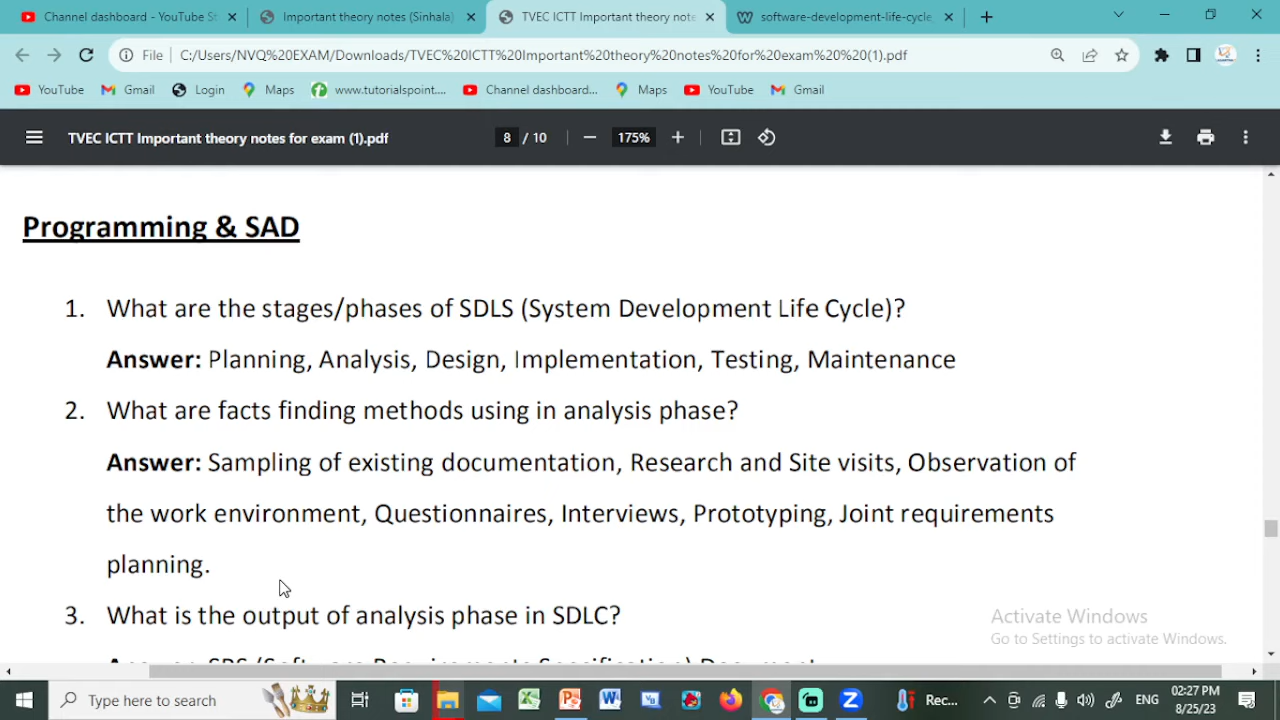 Channel dashboard - YouTube St
Important theory notes (Sinhala)
TVEC ICTT Important theory note
software-development-life-cycle
File C:/Users/NVQ%20EXAM/Downloads/TVEC%20ICTT%20Important%20theory%20notes%20for%20exam%20%20(1).pdf
YouTube Gmail Login Maps www.tutorialspoint.... Channel dashboard... Maps YouTube Gmail
TVEC ICTT Important theory notes for exam (1).pdf 8 / 10 175%
Programming & SAD
1. What are the stages/phases of SDLS (System Development Life Cycle)?
Answer: Planning, Analysis, Design, Implementation, Testing, Maintenance
2. What are facts finding methods using in analysis phase?
Answer: Sampling of existing documentation, Research and Site visits, Observation of
the work environment, Questionnaires, Interviews, Prototyping, Joint requirements
planning.
3. What is the output of analysis phase in SDLC?
Answer: SRS (Software Requirements Specification) Document
Activate Windows
Go to Settings to activate Windows.
Type here to search
Rec...
ENG
02:27 PM
8/25/23